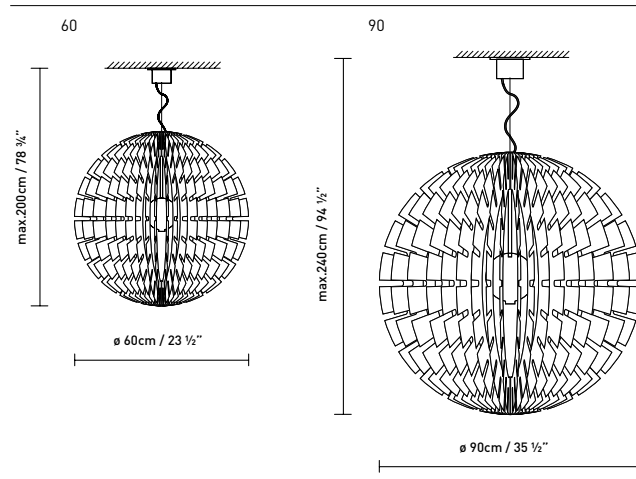 60
90
max.200cm / 78 ¾”
max.240cm / 94 ½”
ø 60cm / 23 ½”
ø 90cm / 35 ½”